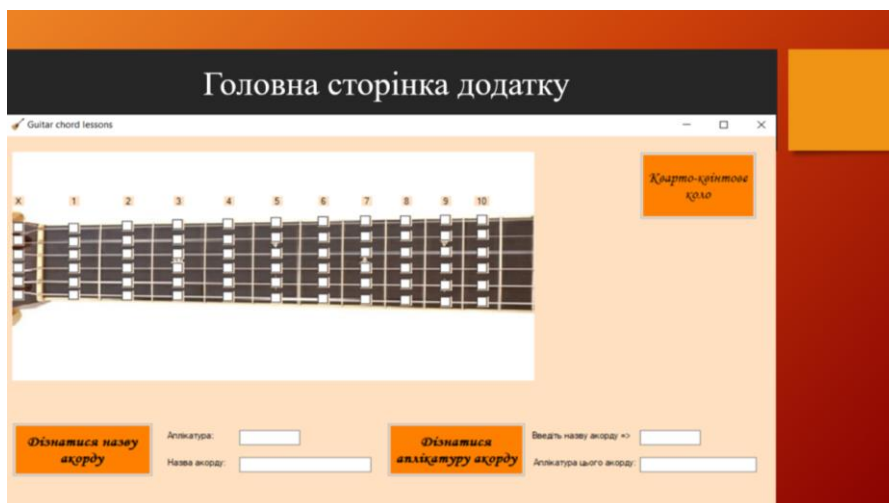 Головна сторінка додатку
Guitar chord lessons
Кварто-квінтове
коло
X 1 2 3 4 5 6 7 8 9 10
Дізнатися назву
акорду
Аплікатура:
Назва акорду:
Дізнатися
аплікатуру акорду
Введіть назву акорду =>
Аплікатура цього акорду: